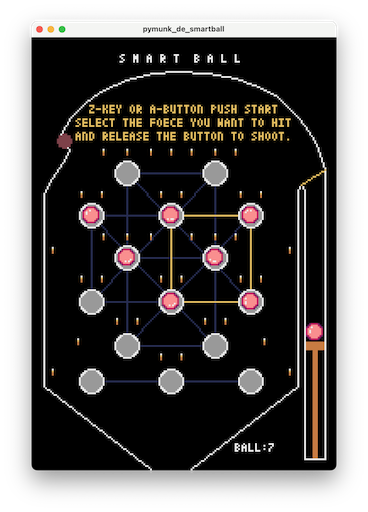 pymunk_de_smartball
SMART BALL
Z-KEY OR A-BUTTON PUSH START
SELECT THE FOECE YOU WANT TO HIT
AND RELEASE THE BUTTON TO SHOOT.
BALL:7